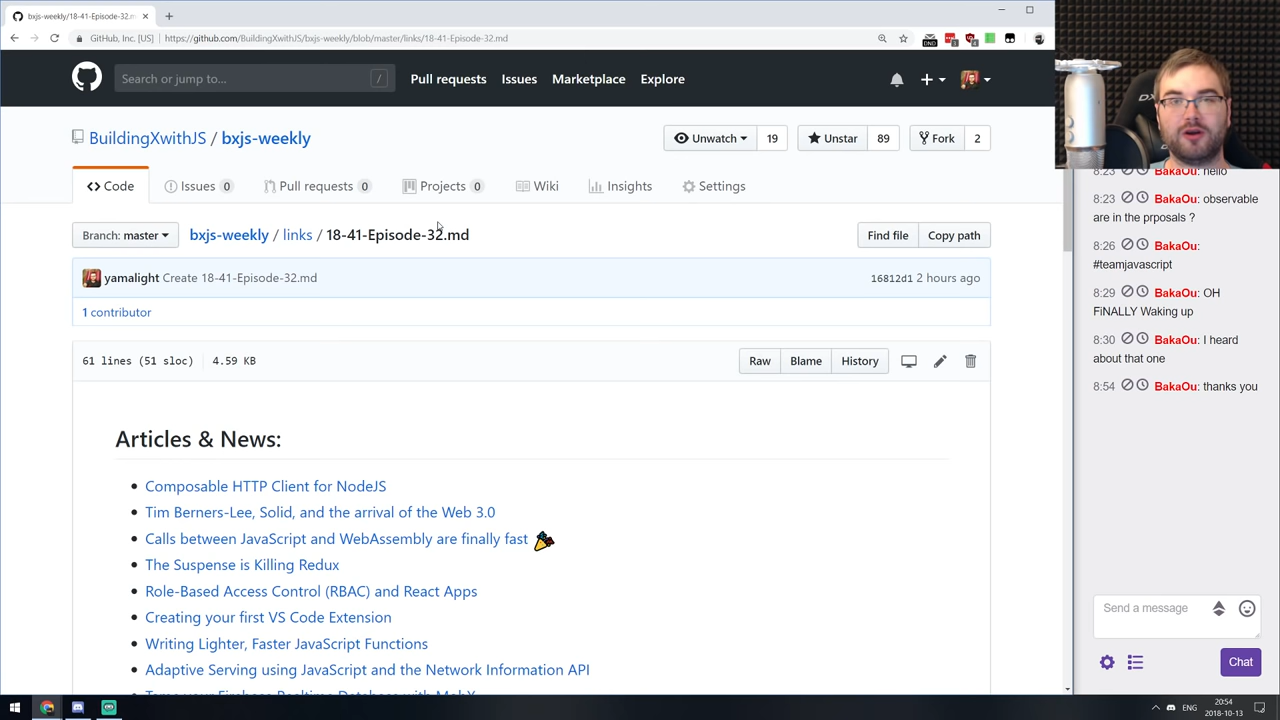 bxjs-weekly/18-41-Episode-32.m
GitHub, Inc. [US]
https://github.com/BuildingXwithJS/bxjs-weekly/blob/master/links/18-41-Episode-32.md
Search or jump to...
/
Pull requests
Issues
Marketplace
Explore
BuildingXwithJS / bxjs-weekly
Unwatch 19
Unstar 89
Fork 2
Code
Issues 0
Pull requests 0
Projects 0
Wiki
Insights
Settings
Branch: master
bxjs-weekly / links / 18-41-Episode-32.md
Find file
Copy path
yamalight Create 18-41-Episode-32.md
16812d1 2 hours ago
1 contributor
61 lines (51 sloc) 4.59 KB
Raw
Blame
History
Articles & News:
Composable HTTP Client for NodeJS
Tim Berners-Lee, Solid, and the arrival of the Web 3.0
Calls between JavaScript and WebAssembly are finally fast
The Suspense is Killing Redux
Role-Based Access Control (RBAC) and React Apps
Creating your first VS Code Extension
Writing Lighter, Faster JavaScript Functions
Adaptive Serving using JavaScript and the Network Information API
Tame your Firebase Realtime Database with MobX
8:23 BakaOu: hello
8:23 BakaOu: observable
are in the prposals ?
8:26 BakaOu:
#teamjavascript
8:29 BakaOu: OH
FiNALLY Waking up
8:30 BakaOu: I heard
about that one
8:54 BakaOu: thanks you
Send a message
Chat
ENG
20:54
2018-10-13